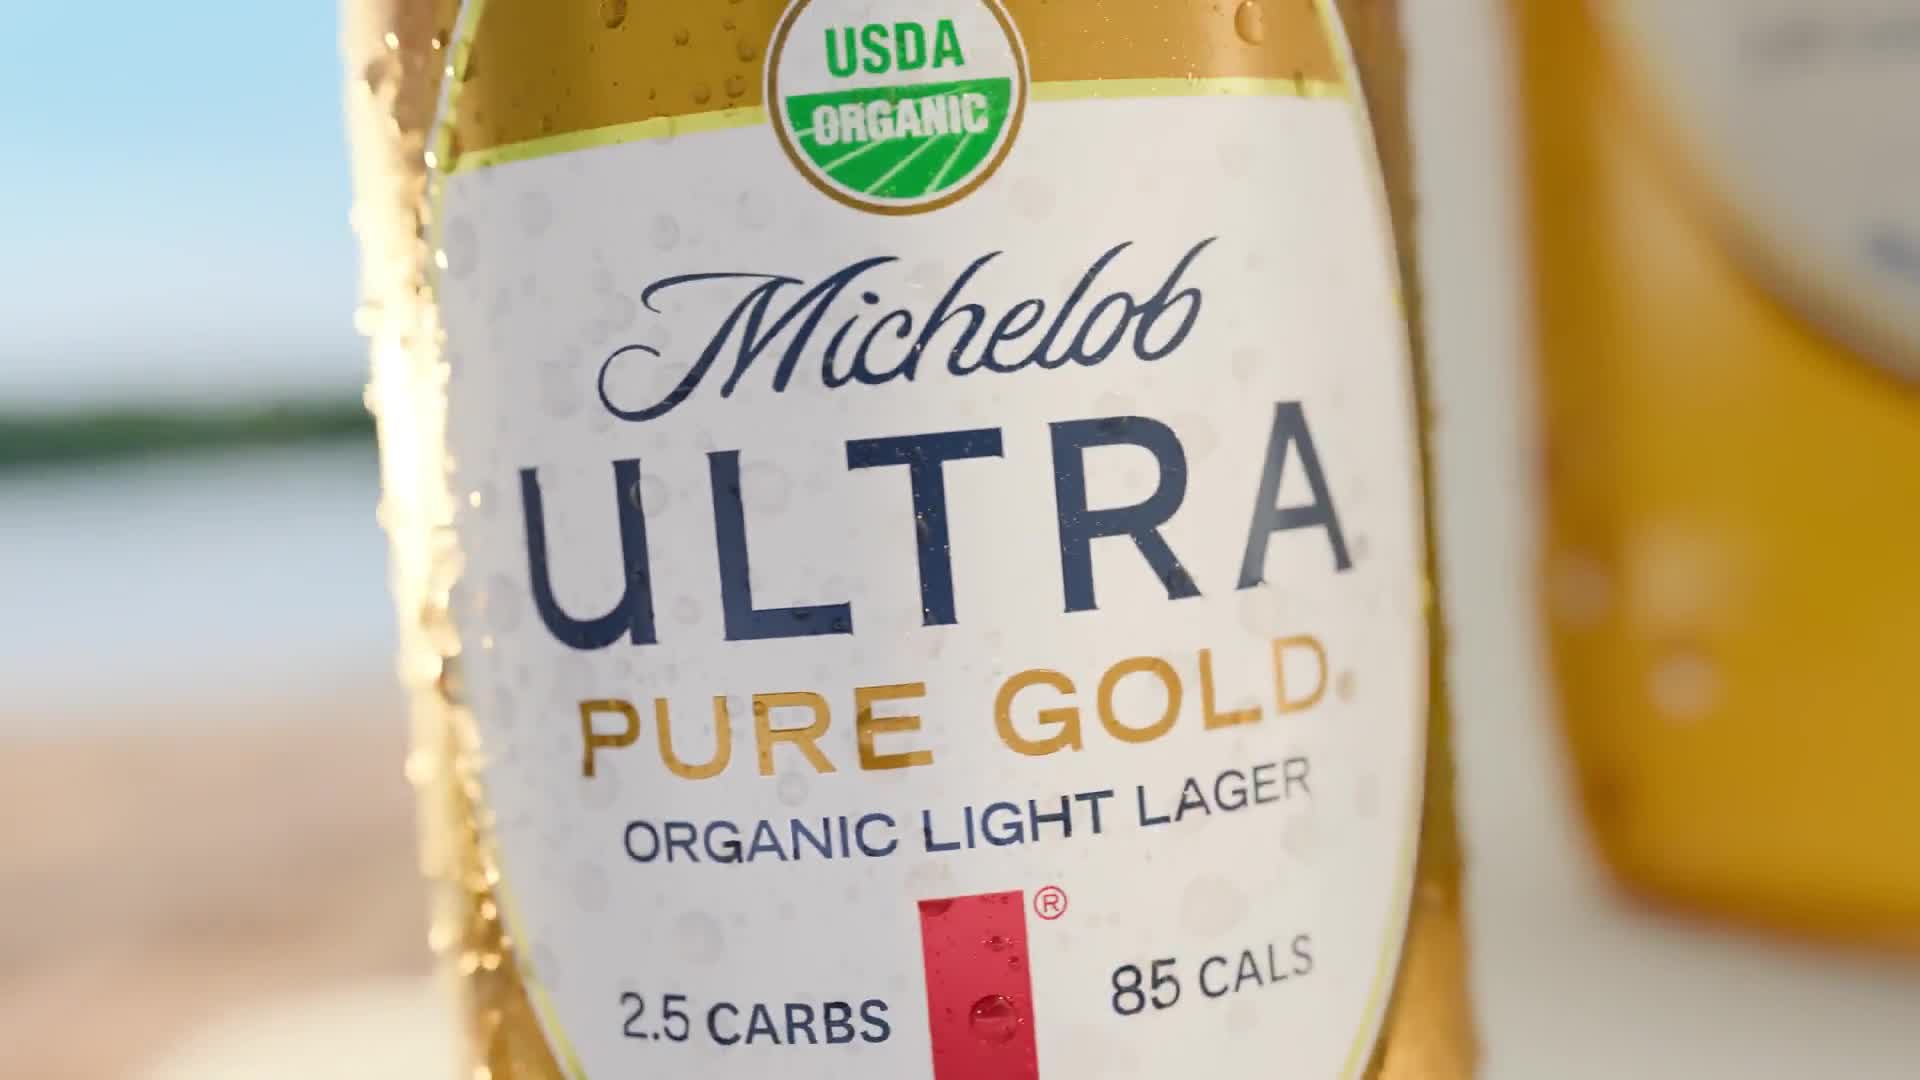 USDA
ORGANIC
Michelob
ULTRA
PURE GOLD®
ORGANIC LIGHT LAGER
®
2.5 CARBS 85 CALS